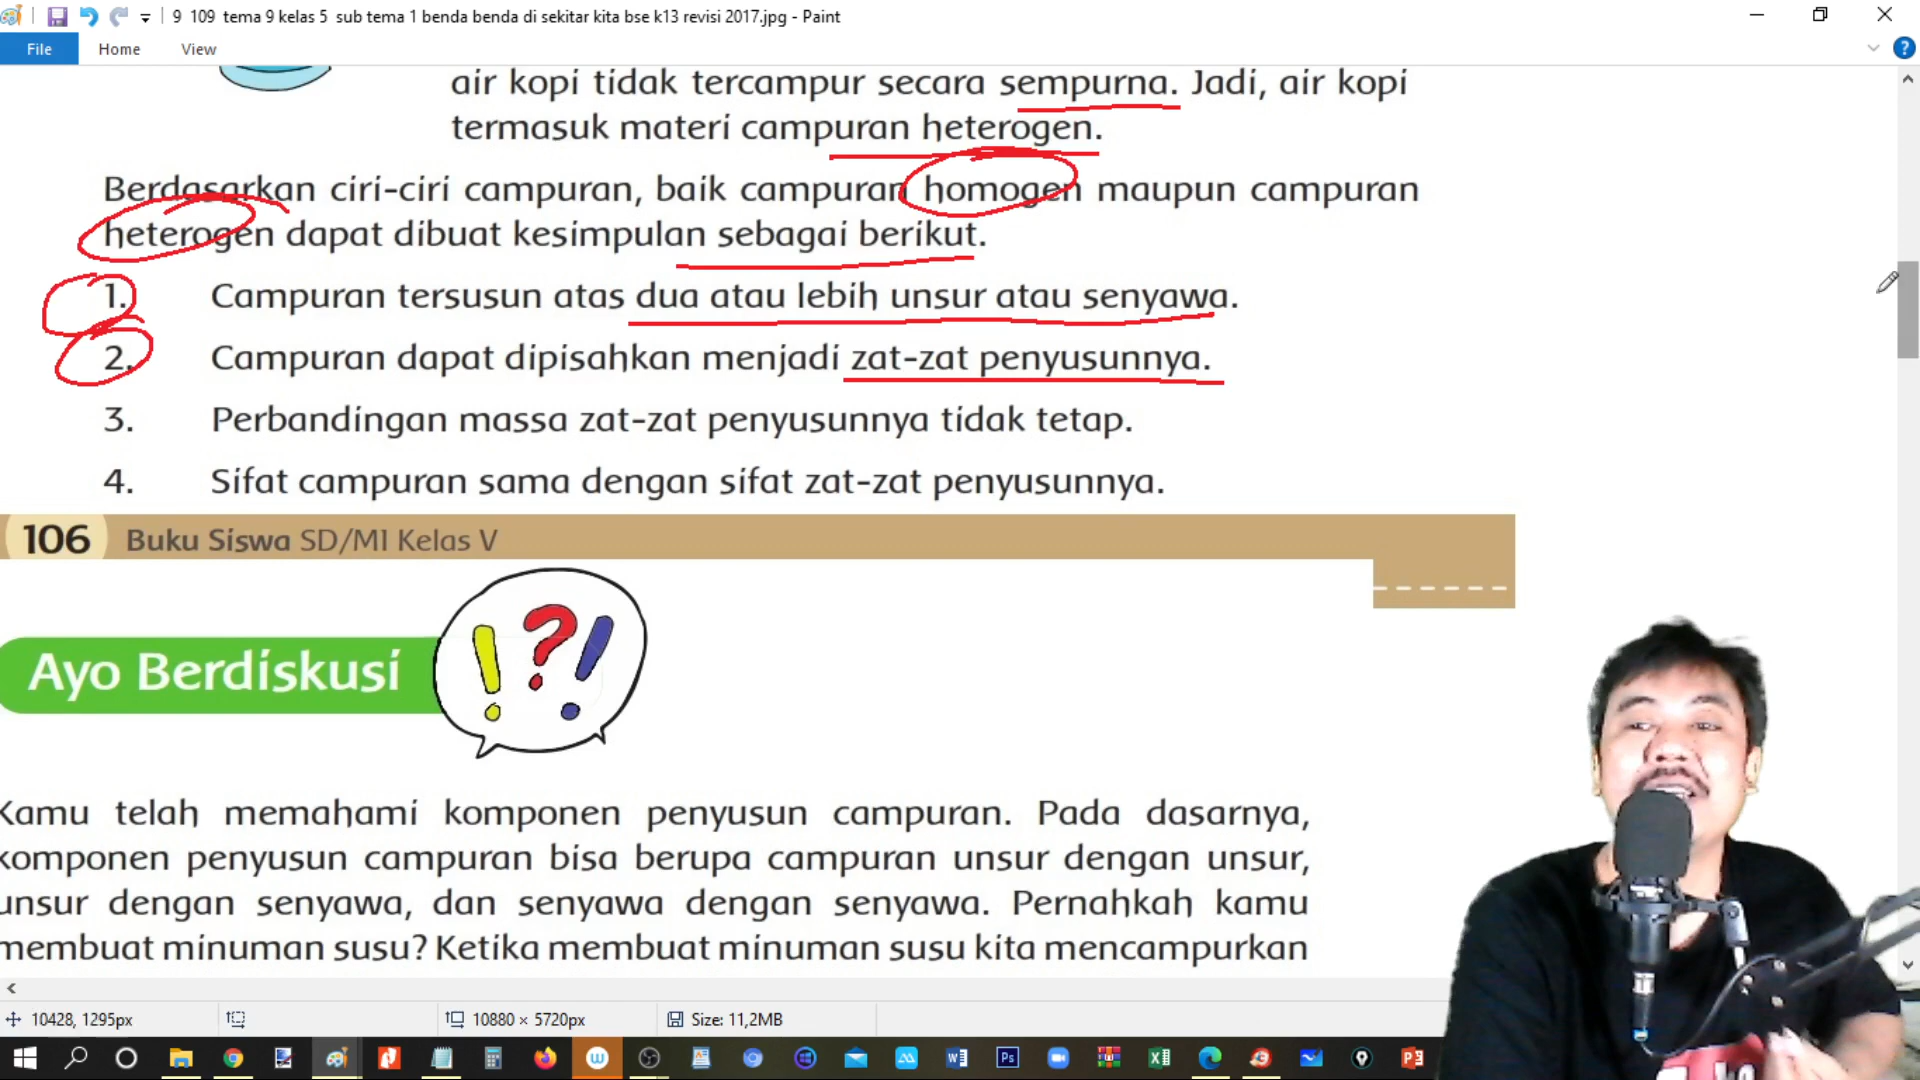 9 109 tema 9 kelas 5 sub tema 1 benda benda di sekitar kita bse k13 revisi 2017.jpg - Paint
File Home View
air kopi tidak tercampur secara sempurna. Jadi, air kopi
termasuk materi campuran heterogen.
Berdasarkan ciri-ciri campuran, baik campuran homogen maupun campuran
heterogen dapat dibuat kesimpulan sebagai berikut.
1. Campuran tersusun atas dua atau lebih unsur atau senyawa.
2. Campuran dapat dipisahkan menjadi zat-zat penyusunnya.
3. Perbandingan massa zat-zat penyusunnya tidak tetap.
4. Sifat campuran sama dengan sifat zat-zat penyusunnya.
106 Buku Siswa SD/MI Kelas V
!?!
Ayo Berdiskusi
Kamu telah memahami komponen penyusun campuran. Pada dasarnya,
komponen penyusun campuran bisa berupa campuran unsur dengan unsur,
unsur dengan senyawa, dan senyawa dengan senyawa. Pernahkah kamu
membuat minuman susu? Ketika membuat minuman susu kita mencampurkan
10428, 1295px 10880 × 5720px Size: 11,2MB